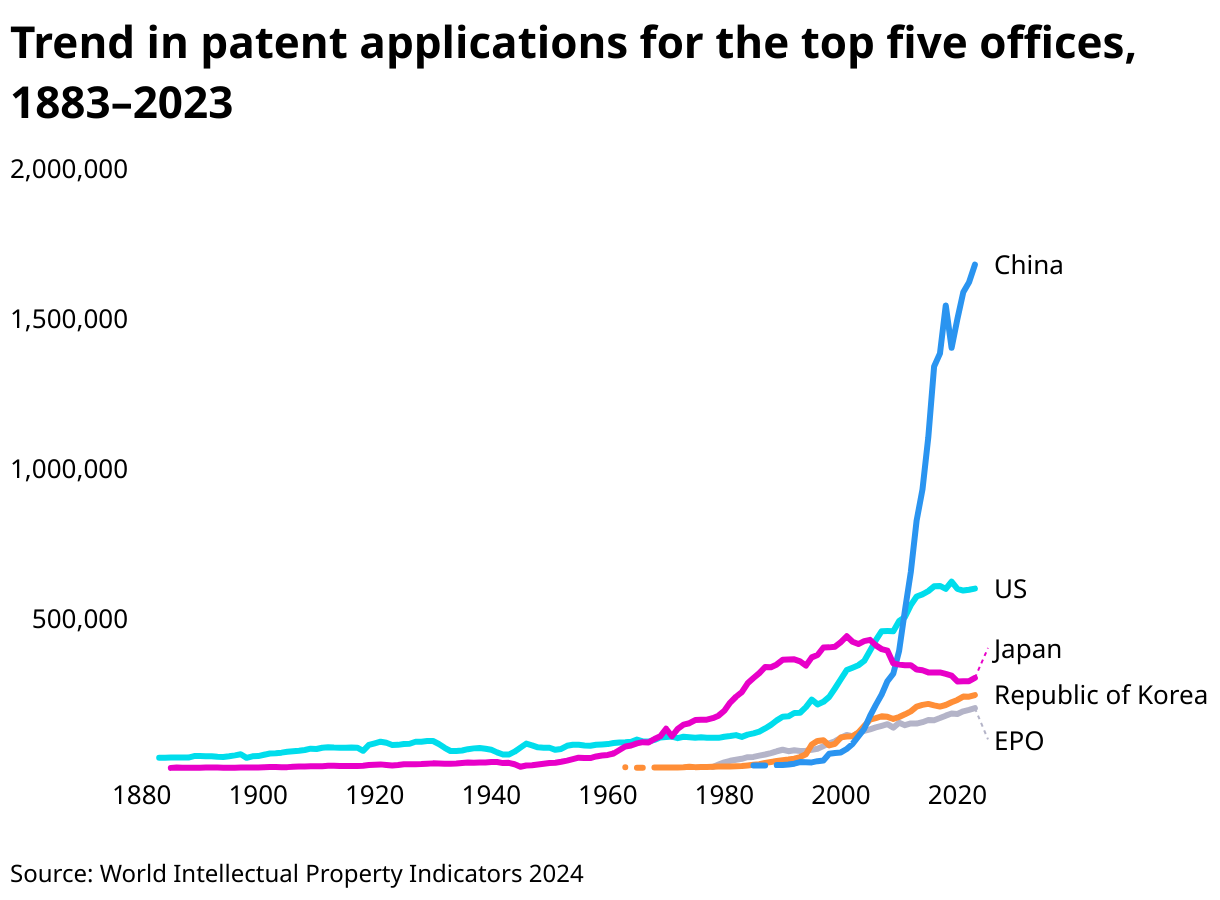 Trend in patent applications for the top five offices,
1883–2023
2,000,000
China
1,500,000
1,000,000
US
500,000
Japan
Republic of Korea
EPO
1880 1900 1920 1940 1960 1980 2000 2020
Source: World Intellectual Property Indicators 2024